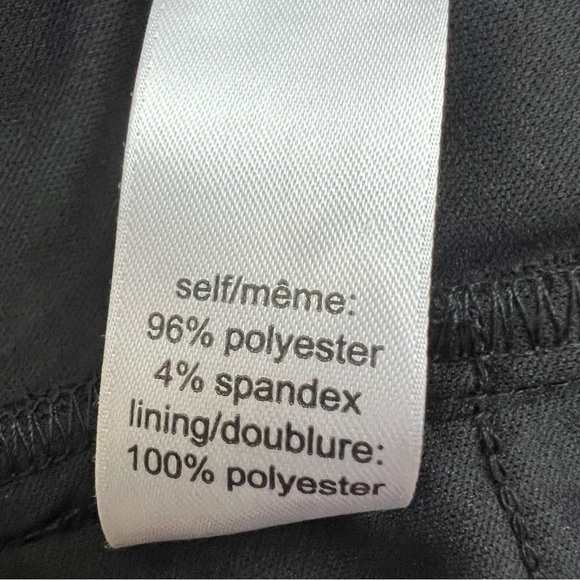 self/même:
96% polyester
4% spandex
lining/doublure:
100% polyester